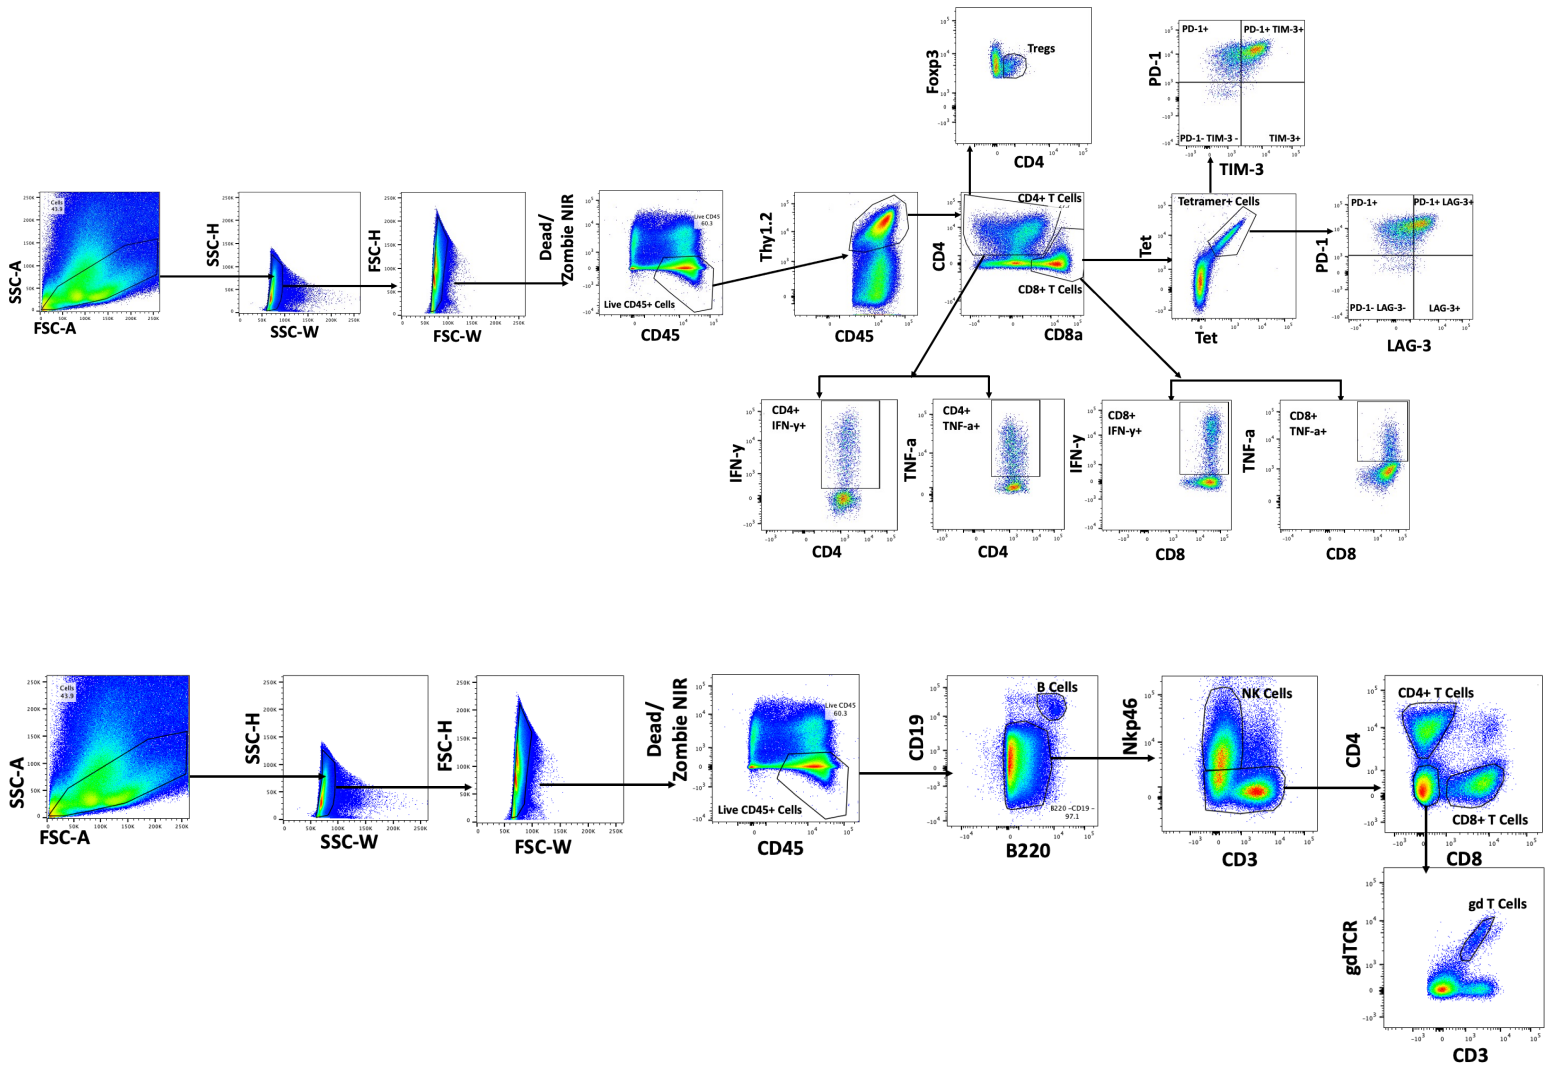 Foxp3
Tregs
CD4
PD-1
PD-1+
PD-1+ TIM-3+
PD-1- TIM-3 -
TIM-3+
TIM-3
SSC-A
Cells
43.9
FSC-A
SSC-H
SSC-W
FSC-H
FSC-W
Dead/
Zombie NIR
Live CD45
60.3
Live CD45+ Cells
CD45
Thy1.2
CD45
CD4
CD4+ T Cells
CD8+ T Cells
CD8a
Tet
Tetramer+ Cells
Tet
PD-1
PD-1+
PD-1+ LAG-3+
PD-1- LAG-3-
LAG-3+
LAG-3
IFN-y
CD4+
IFN-y+
CD4
TNF-a
CD4+
TNF-a+
CD4
IFN-y
CD8+
IFN-y+
CD8
TNF-a
CD8+
TNF-a+
CD8
SSC-A
Cells
43.9
FSC-A
SSC-H
SSC-W
FSC-H
FSC-W
Dead/
Zombie NIR
Live CD45
60.3
Live CD45+ Cells
CD45
CD19
B Cells
B220 -CD19 -
97.1
B220
Nkp46
NK Cells
CD3
CD4
CD4+ T Cells
CD8+ T Cells
CD8
gdTCR
gd T Cells
CD3